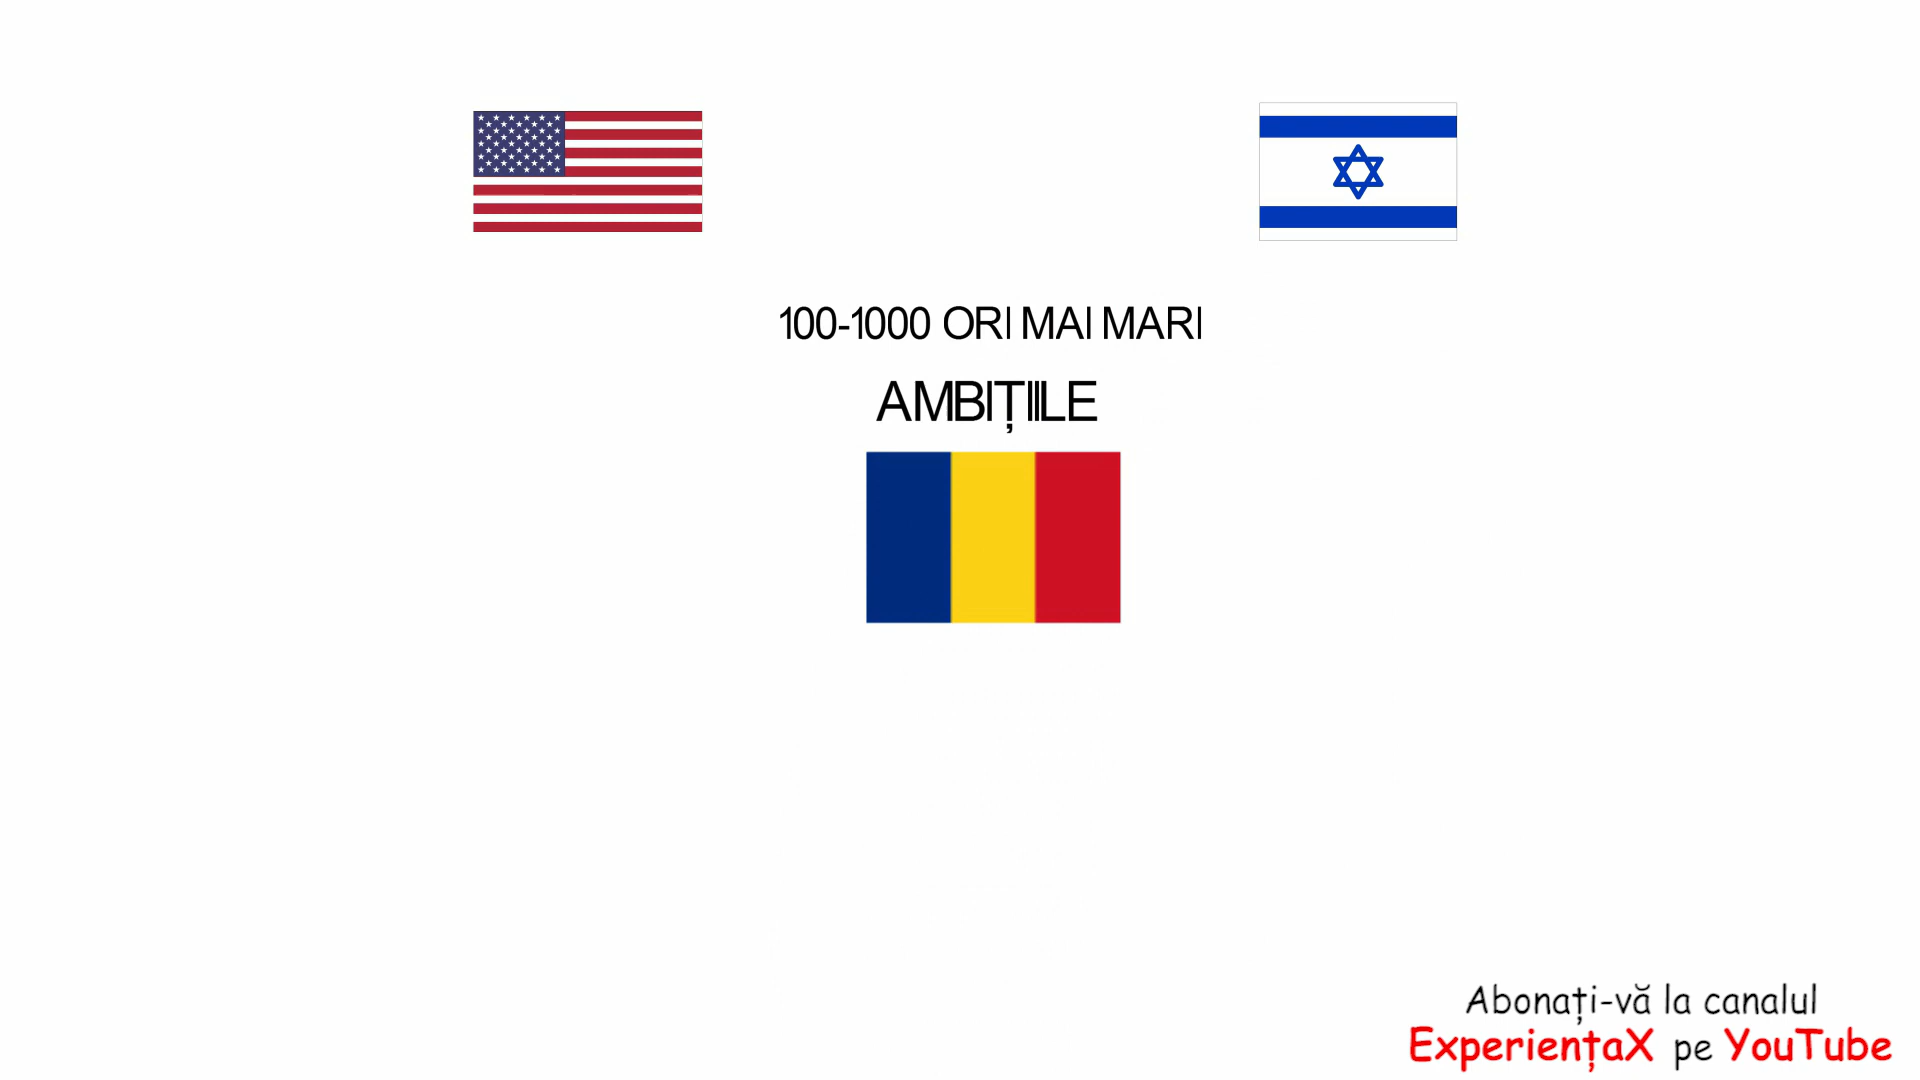 100-1000 ORI MAI MARI
AMBIȚIILE
Abonați-vă la canalul
ExperiențaX pe YouTube